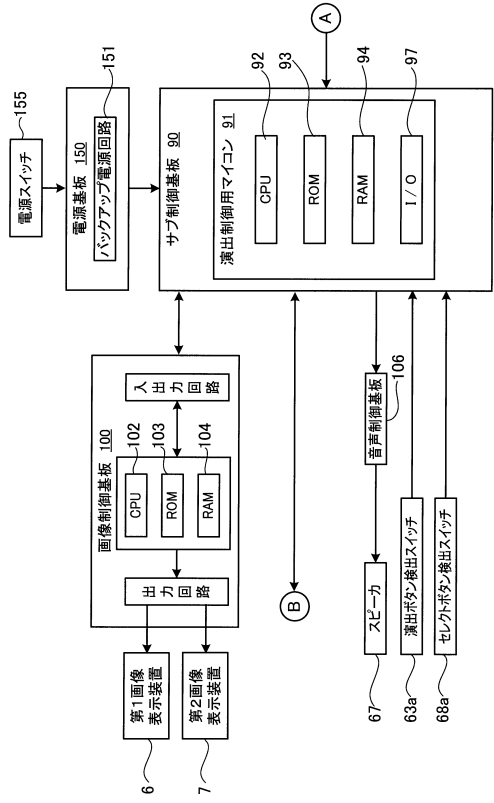 155
電源スイッチ
電源基板 150
151
バックアップ電源回路
サブ制御基板 90
演出制御用マイコン 91
92
CPU
93
ROM
94
RAM
97
I/O
A
画像制御基板 100
入出力回路
102
CPU
103
ROM
104
RAM
出力回路
第1画像
表示装置
6
第2画像
表示装置
7
B
音声制御基板
106
スピーカ
67
演出ボタン検出スイッチ
63a
セレクトボタン検出スイッチ
68a